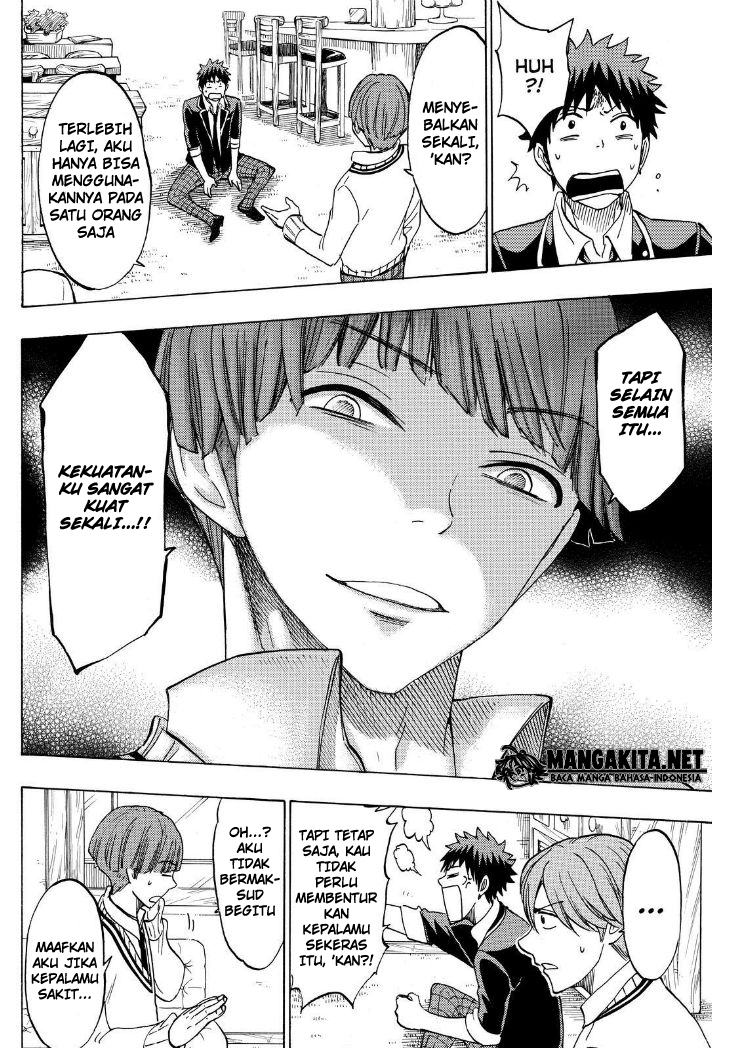 HUH
?!
MENYE-
BALKAN
SEKALI,
'KAN?
TERLEBIH
LAGI, AKU
HANYA BISA
MENGGUNA-
KANNYA PADA
SATU ORANG
SAJA
TAPI
SELAIN
SEMUA
ITU...
KEKUATAN-
KU SANGAT
KUAT
SEKALI...!!
MANGAKITA.NET
BACA MANGA BAHASA-INDONESIA
...
TAPI TETAP
SAJA, KAU
TIDAK
PERLU
MEMBENTUR
KAN
KEPALAMU
SEKERAS
ITU, 'KAN?!
OH...?
AKU
TIDAK
BERMAK-
SUD
BEGITU
MAAFKAN
AKU JIKA
KEPALAMU
SAKIT...